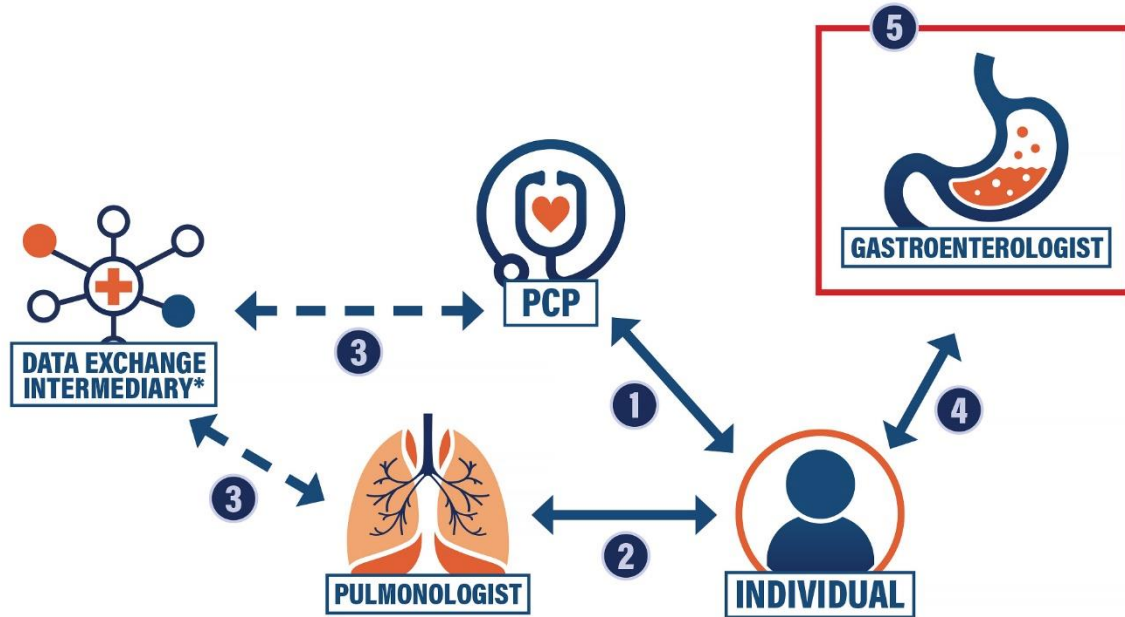 5
GASTROENTEROLOGIST
PCP
DATA EXCHANGE
INTERMEDIARY*
3
1
4
3
2
PULMONOLOGIST
INDIVIDUAL